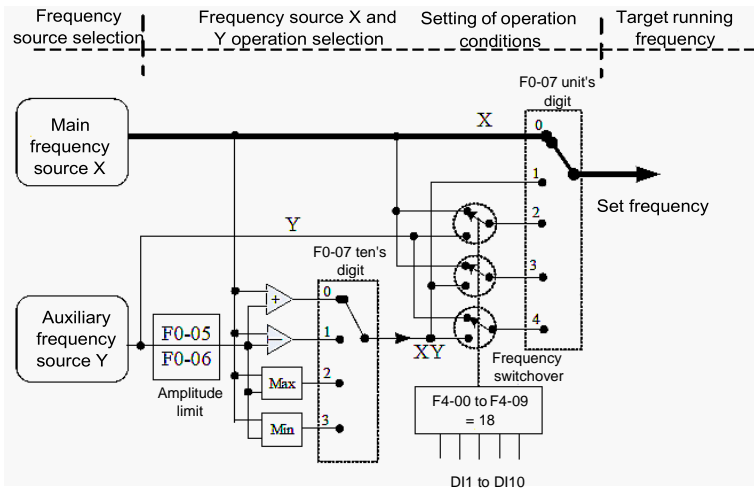 Frequency
source selection
Frequency source X and
Y operation selection
Setting of operation
conditions
Target running
frequency
F0-07 unit's
digit
Main
frequency
source X
X
0
1
2
3
4
Set frequency
Y
F0-07 ten's
digit
Auxiliary
frequency
source Y
F0-05
F0-06
Amplitude
limit
+
−
Max
Min
0
1
2
3
XY
Frequency
switchover
F4-00 to F4-09
= 18
DI1 to DI10